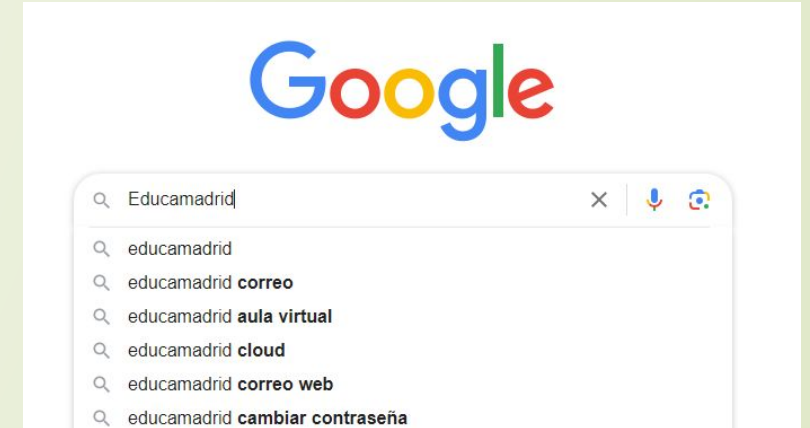 Google
Educamadrid
educamadrid
educamadrid correo
educamadrid aula virtual
educamadrid cloud
educamadrid correo web
educamadrid cambiar contraseña